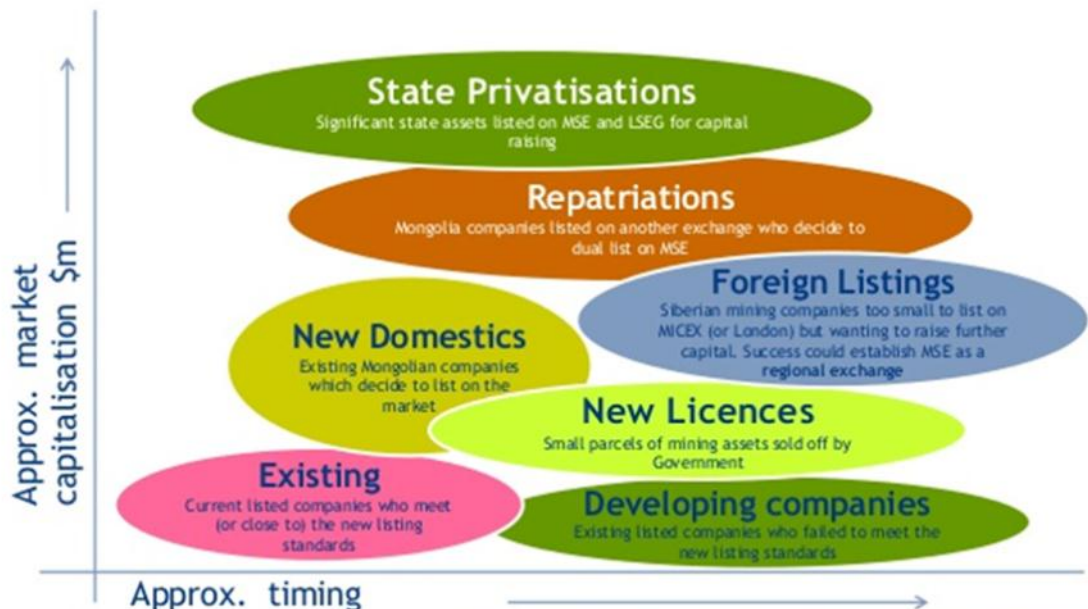 State Privatisations
Significant state assets listed on MSE and LSEG for capital
raising
Repatriations
Mongolia companies listed on another exchange who decide to
dual list on MSE
Foreign Listings
Siberian mining companies too small to list on
MICEX (or London) but wanting to raise further
capital. Success could establish MSE as a
regional exchange
New Domestics
Existing Mongolian companies
which decide to list on the
market
New Licences
Small parcels of mining assets sold off by
Government
Existing
Current listed companies who meet
(or close to) the new listing
standards
Developing companies
Existing listed companies who failed to meet the
new listing standards
Approx. market
capitalisation $m
Approx. timing